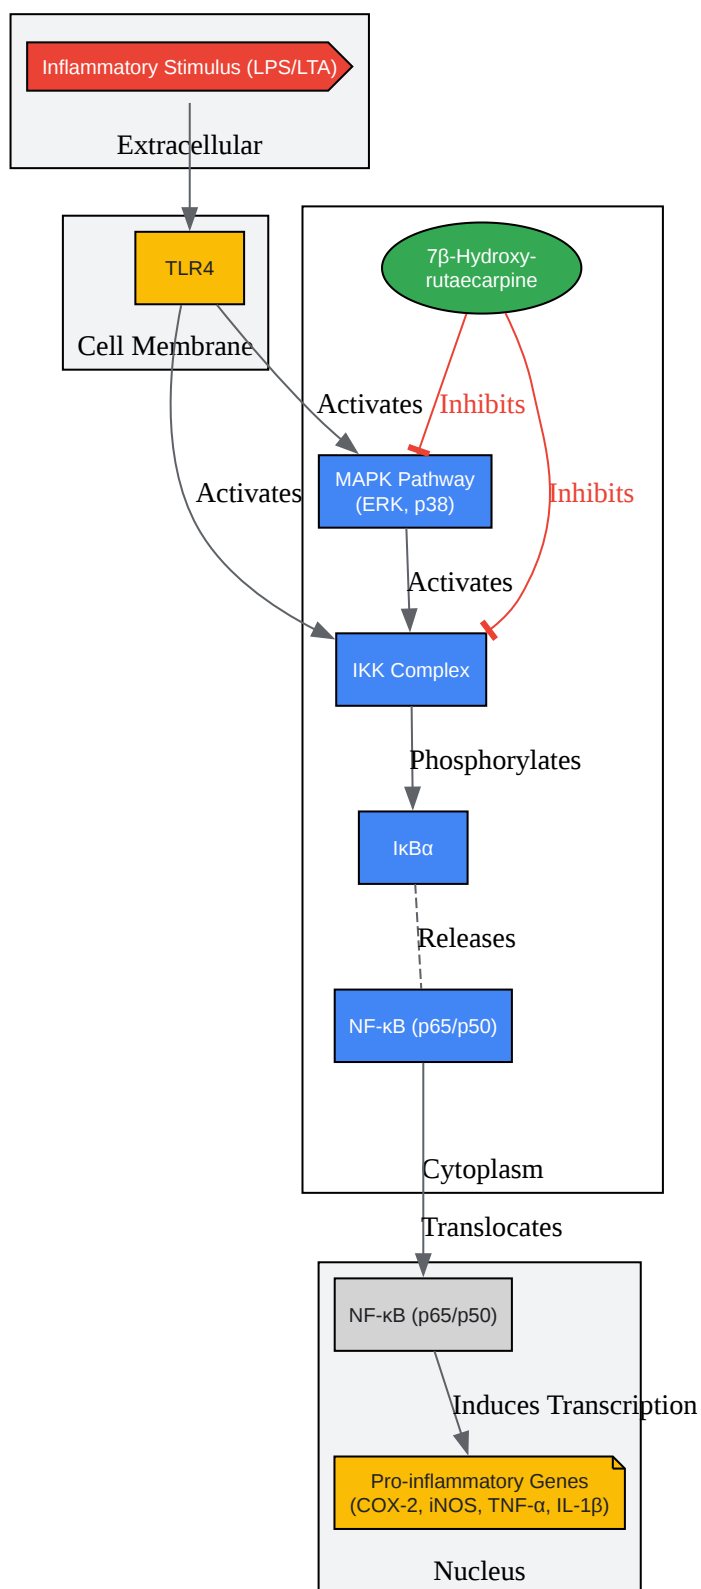 Inflammatory Stimulus (LPS/LTA)
Extracellular
TLR4
Cell Membrane
7β-Hydroxy-
rutaecarpine
Activates
Inhibits
MAPK Pathway
(ERK, p38)
Activates
Inhibits
Activates
IKK Complex
Phosphorylates
IκBα
Releases
NF-κB (p65/p50)
Cytoplasm
Translocates
NF-κB (p65/p50)
Induces Transcription
Pro-inflammatory Genes
(COX-2, iNOS, TNF-α, IL-1β)
Nucleus